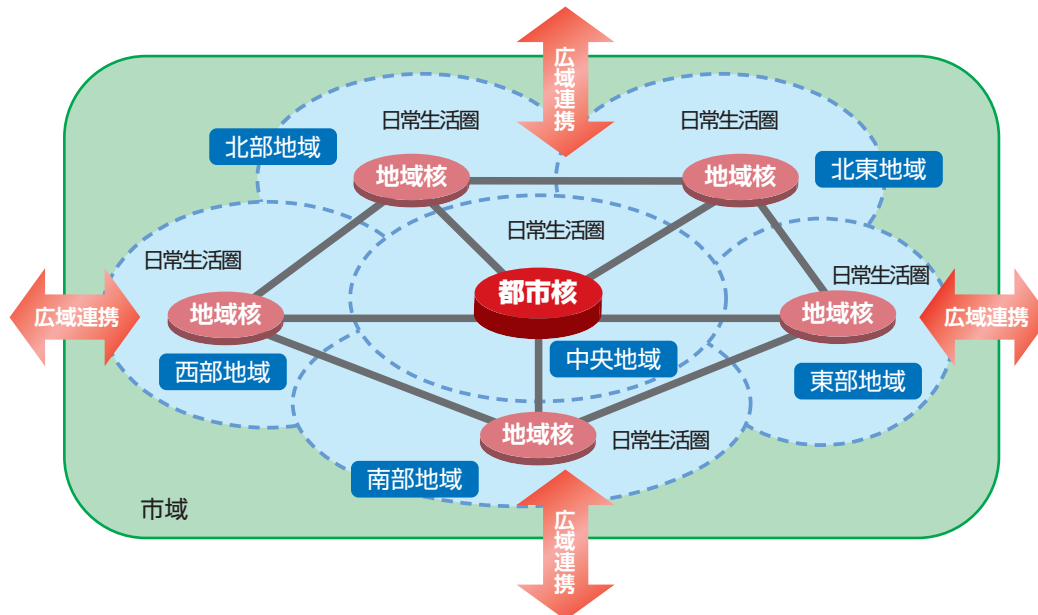 広域連携
日常生活圏
日常生活圏
北部地域
地域核
地域核
北東地域
日常生活圏
日常生活圏
日常生活圏
都市核
広域連携
地域核
地域核
広域連携
西部地域
中央地域
東部地域
地域核
日常生活圏
南部地域
市域
広域連携